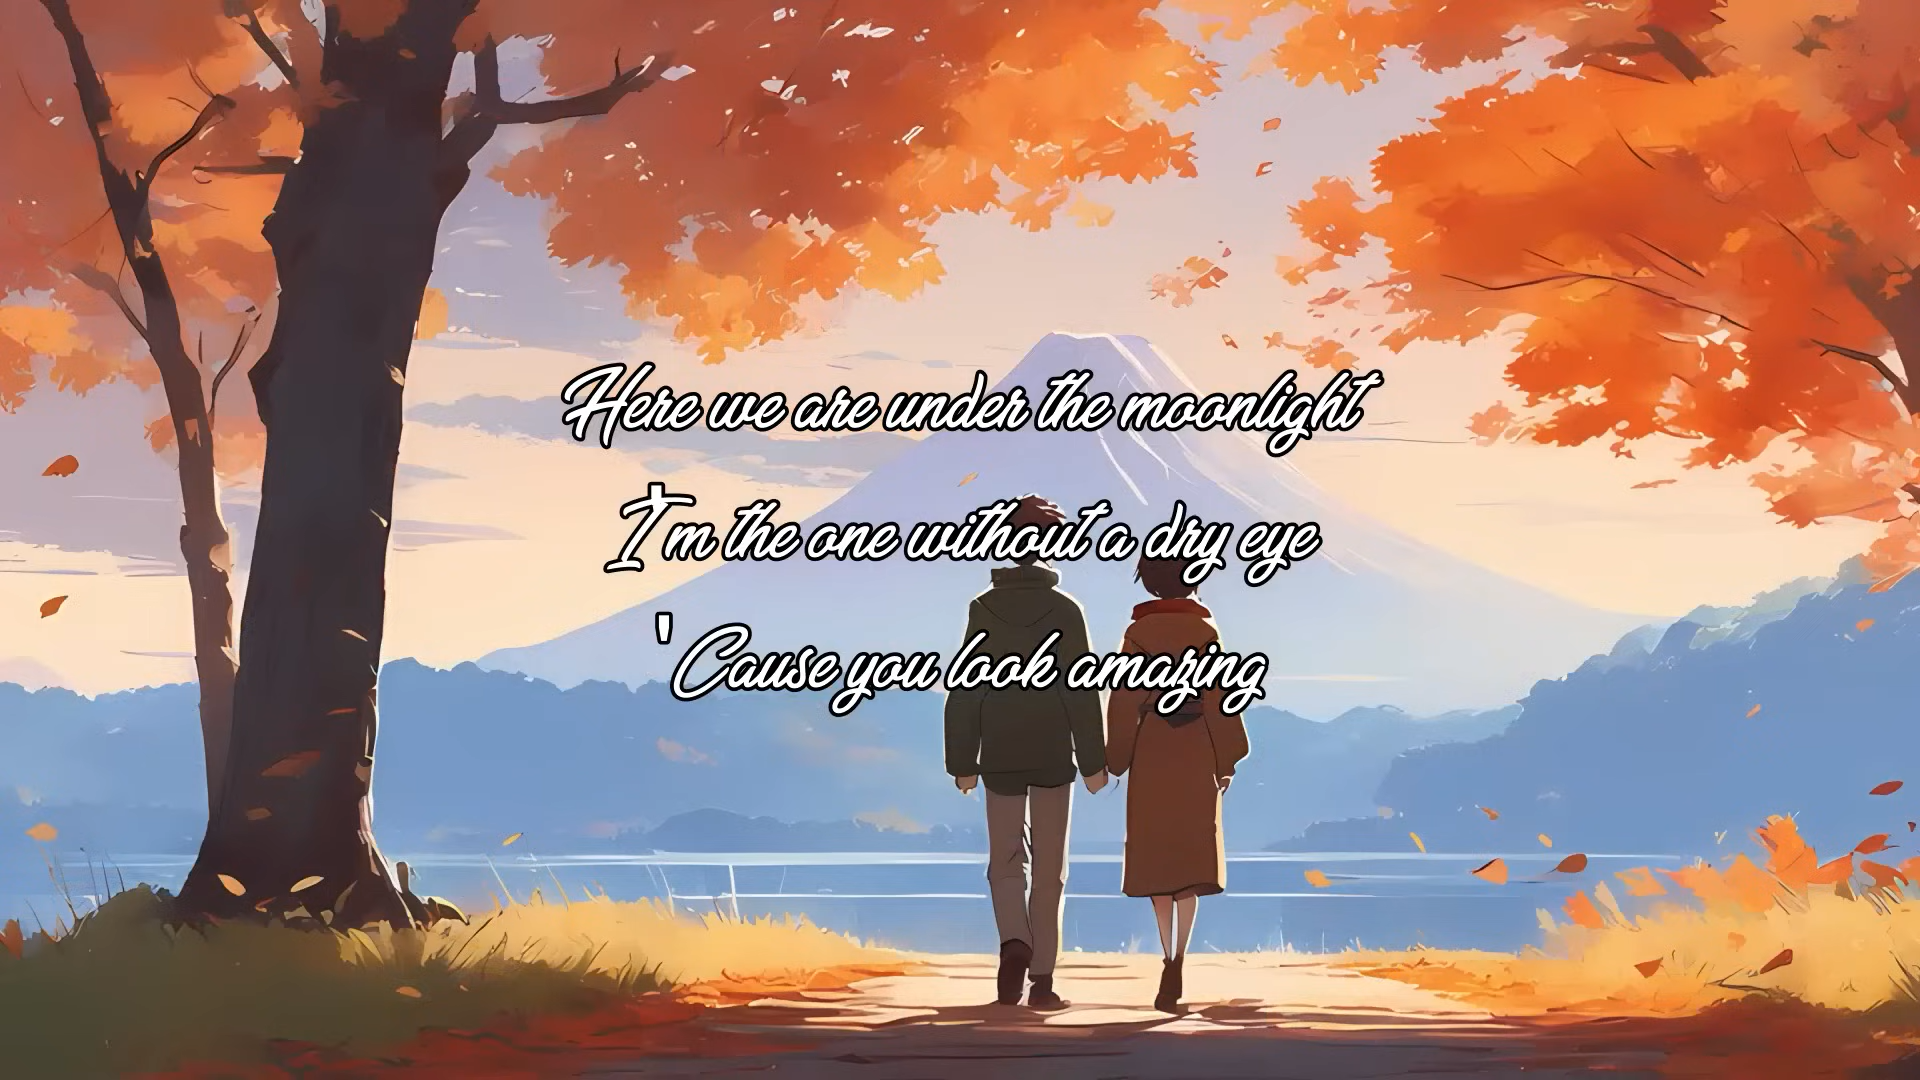 Here we are under the moonlight
I'm the one without a dry eye
'Cause you look amazing